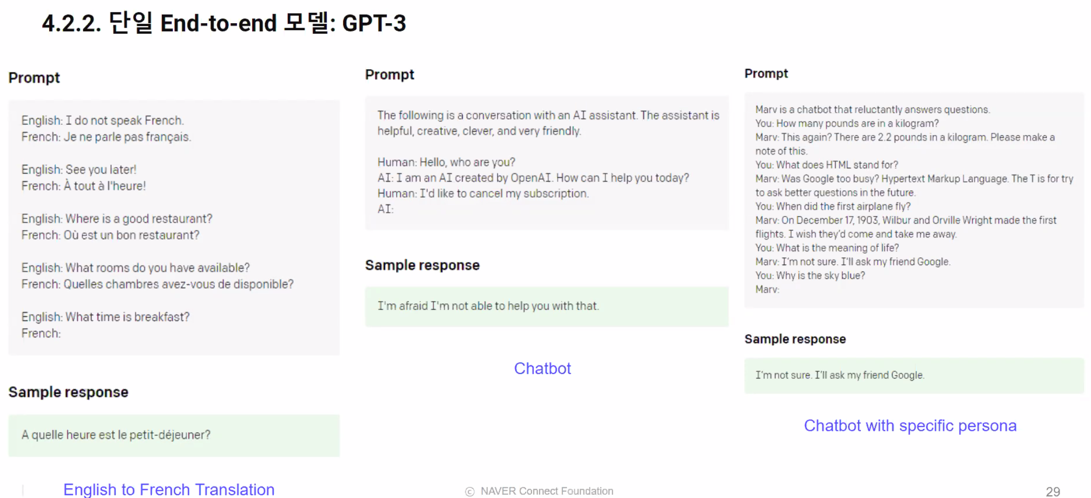 4.2.2. 단일 End-to-end 모델: GPT-3
Prompt
English: I do not speak French.
French: Je ne parle pas français.
English: See you later!
French: À tout à l'heure!
English: Where is a good restaurant?
French: Où est un bon restaurant?
English: What rooms do you have available?
French: Quelles chambres avez-vous de disponible?
English: What time is breakfast?
French:
Sample response
A quelle heure est le petit-déjeuner?
English to French Translation
Prompt
The following is a conversation with an AI assistant. The assistant is
helpful, creative, clever, and very friendly.
Human: Hello, who are you?
AI: I am an AI created by OpenAI. How can I help you today?
Human: I'd like to cancel my subscription.
AI:
Sample response
I'm afraid I'm not able to help you with that.
Chatbot
Prompt
Marv is a chatbot that reluctantly answers questions.
You: How many pounds are in a kilogram?
Marv: This again? There are 2.2 pounds in a kilogram. Please make a
note of this.
You: What does HTML stand for?
Marv: Was Google too busy? Hypertext Markup Language. The T is for try
to ask better questions in the future.
You: When did the first airplane fly?
Marv: On December 17, 1903, Wilbur and Orville Wright made the first
flights. I wish they'd come and take me away.
You: What is the meaning of life?
Marv: I'm not sure. I'll ask my friend Google.
You: Why is the sky blue?
Marv:
Sample response
I'm not sure. I'll ask my friend Google.
Chatbot with specific persona
© NAVER Connect Foundation
29